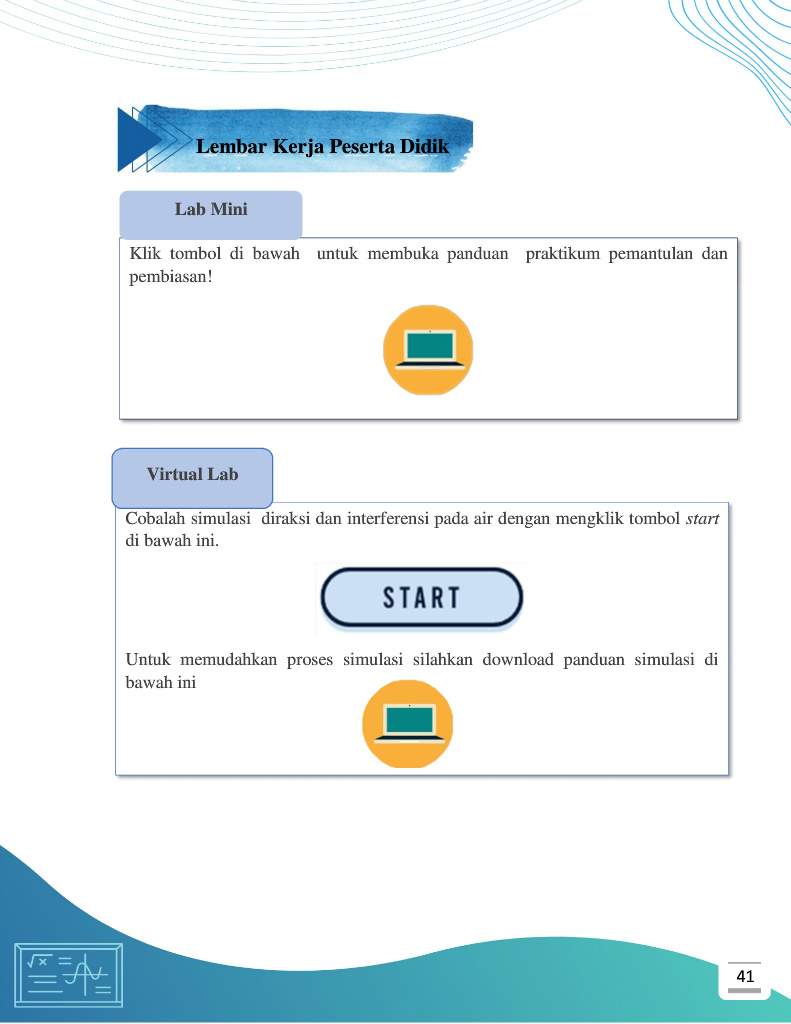 Lembar Kerja Peserta Didik
Lab Mini
Klik tombol di bawah untuk membuka panduan praktikum pemantulan dan
pembiasan!
Virtual Lab
Cobalah simulasi diraksi dan interferensi pada air dengan mengklik tombol start
di bawah ini.
START
Untuk memudahkan proses simulasi silahkan download panduan simulasi di
bawah ini
√x
41